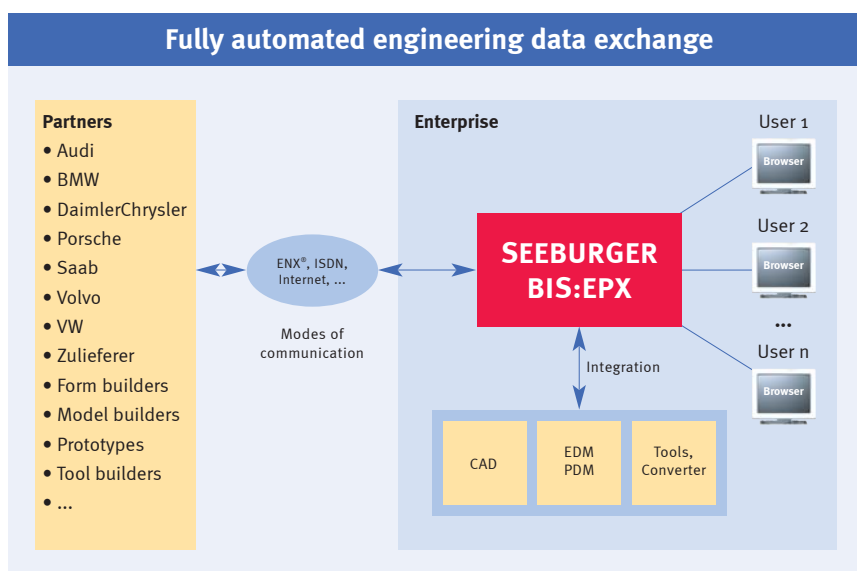 Fully automated engineering data exchange
Partners
• Audi
• BMW
• DaimlerChrysler
• Porsche
• Saab
• Volvo
• VW
• Zulieferer
• Form builders
• Model builders
• Prototypes
• Tool builders
• ...
ENX®, ISDN,
Internet, ...
Modes of
communication
Enterprise
SEEBURGER
BIS:EPX
Integration
CAD
EDM
PDM
Tools,
Converter
User 1
Browser
User 2
Browser
...
User n
Browser